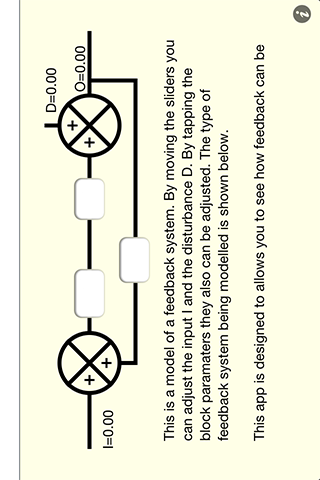 I=0.00
D=0.00
O=0.00
+
+
+
+
This is a model of a feedback system. By moving the sliders you
can adjust the input I and the disturbance D. By tapping the
block paramaters they also can be adjusted. The type of
feedback system being modelled is shown below.
This app is designed to allows you to see how feedback can be
i